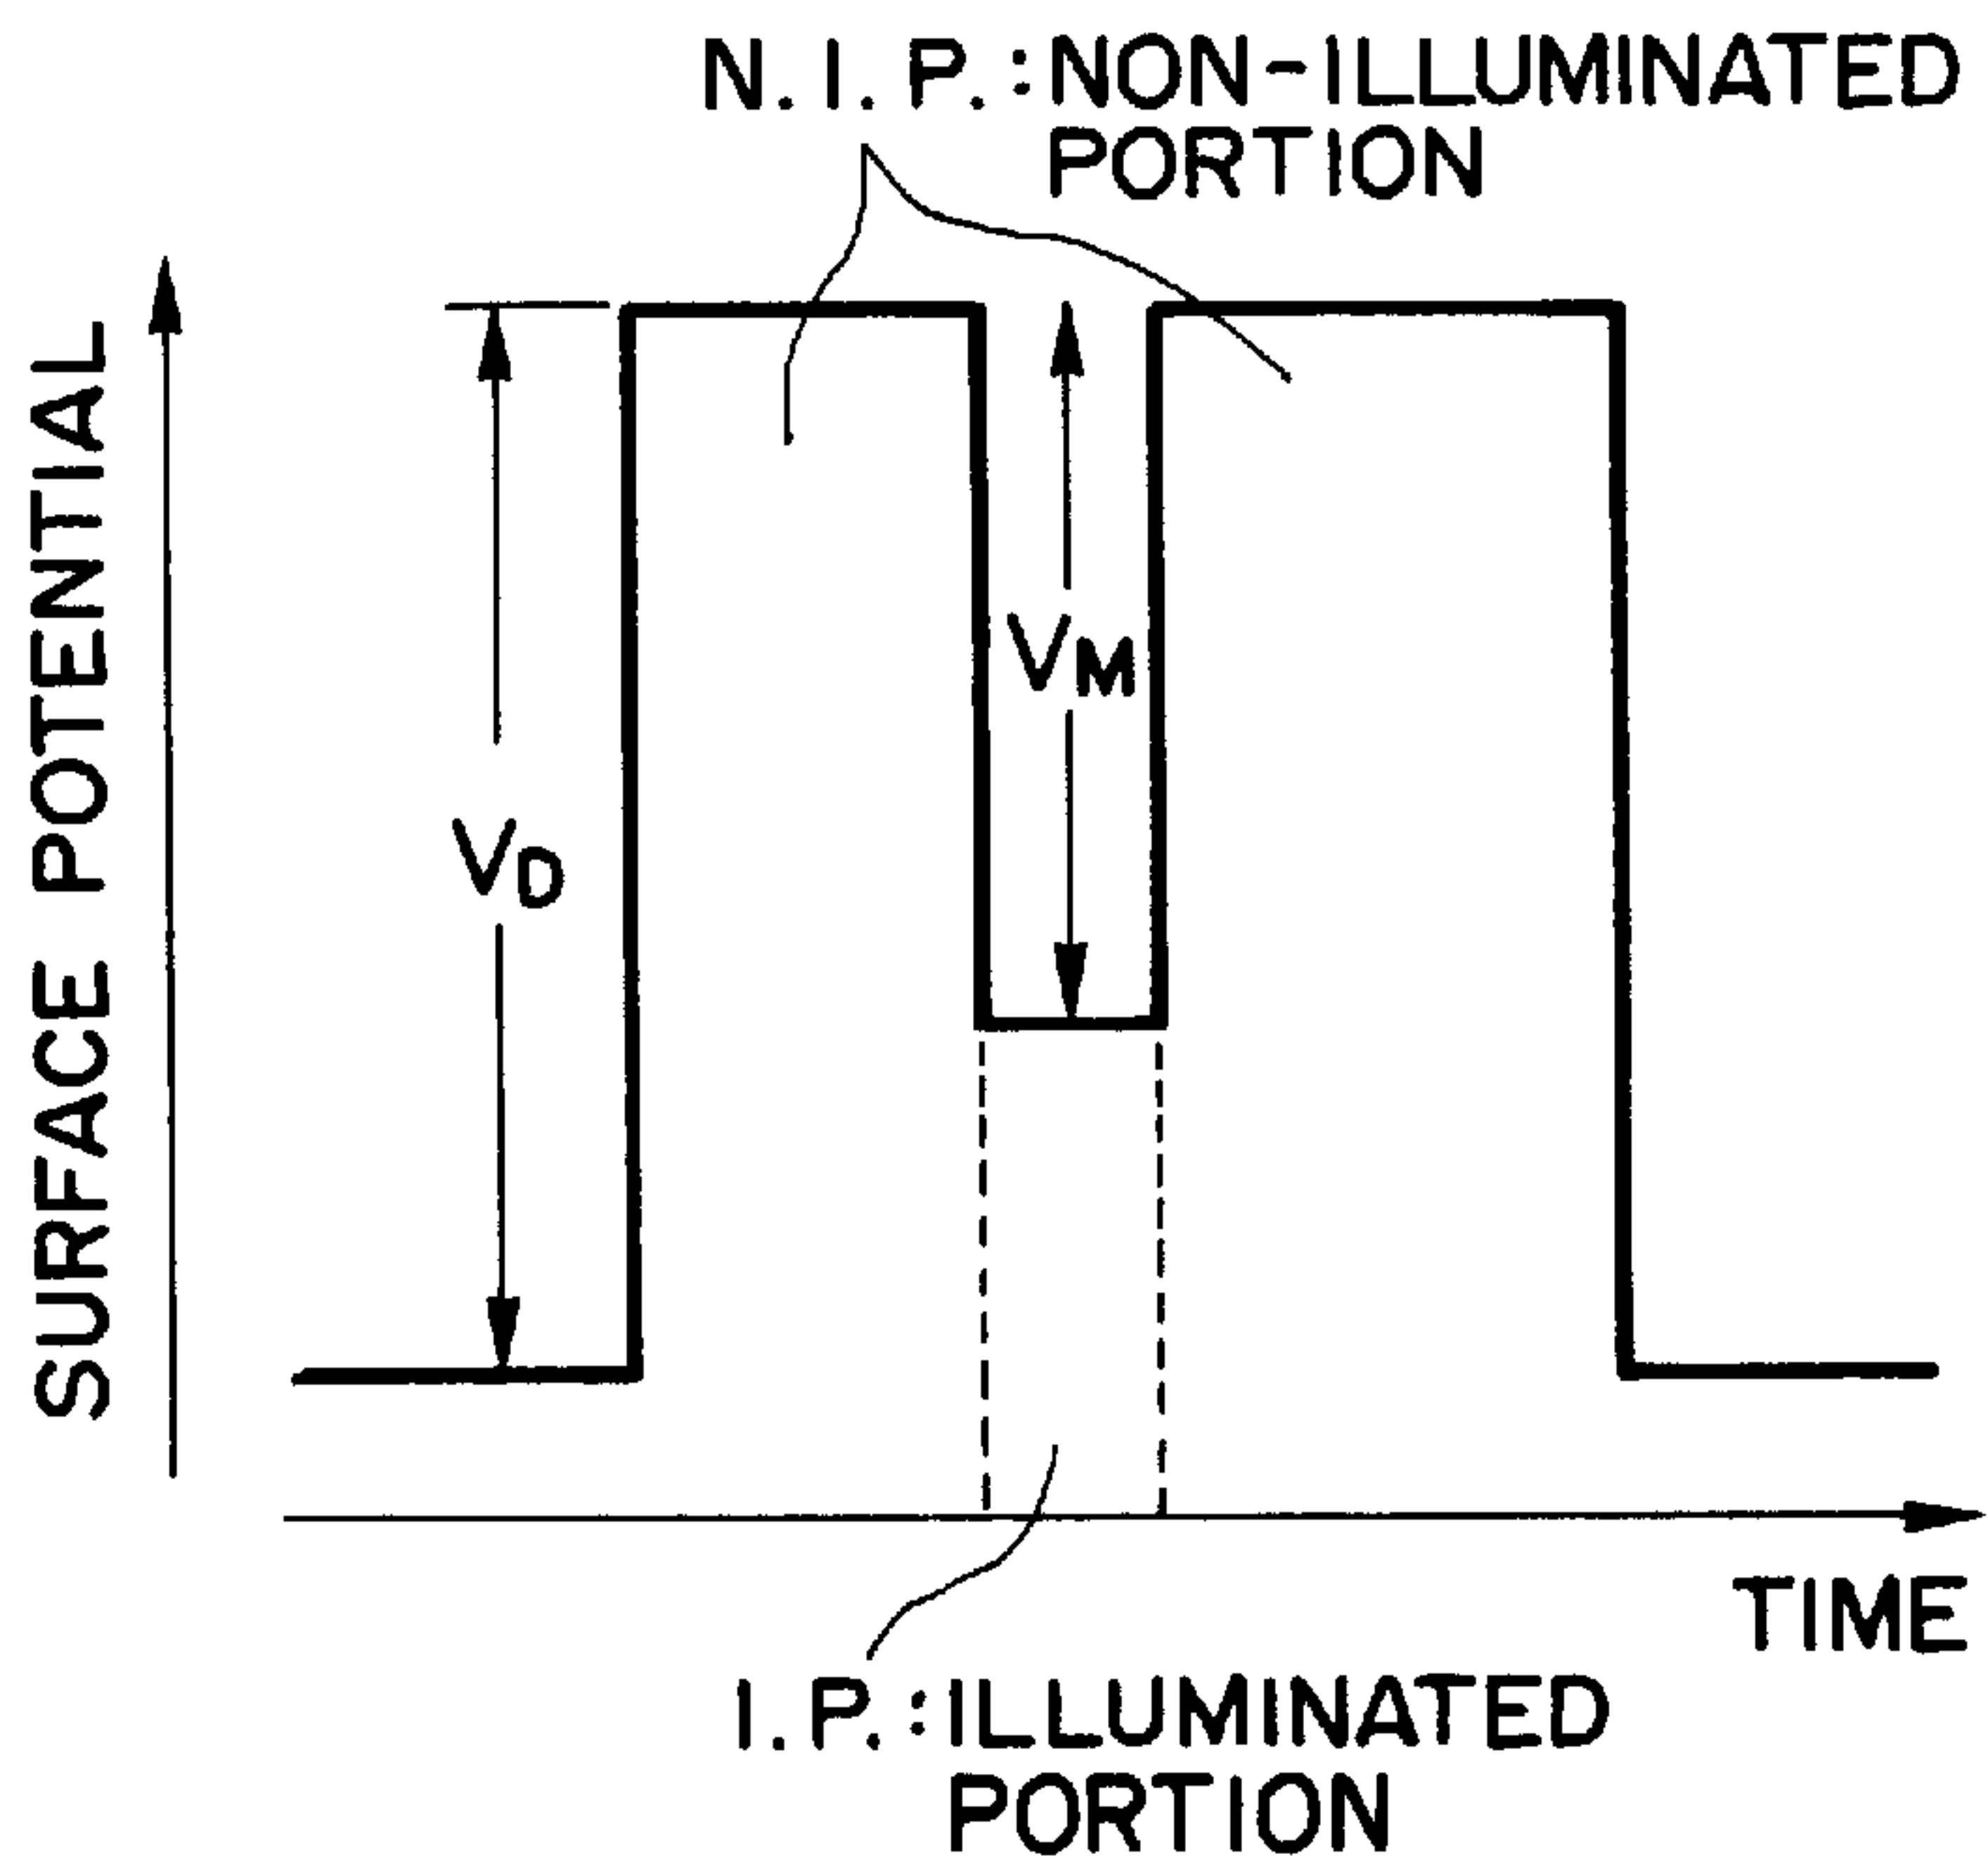 N.I.P.:NON-ILLUMINATED
PORTION
SURFACE POTENTIAL
VM
VD
TIME
I.P.:ILLUMINATED
PORTION